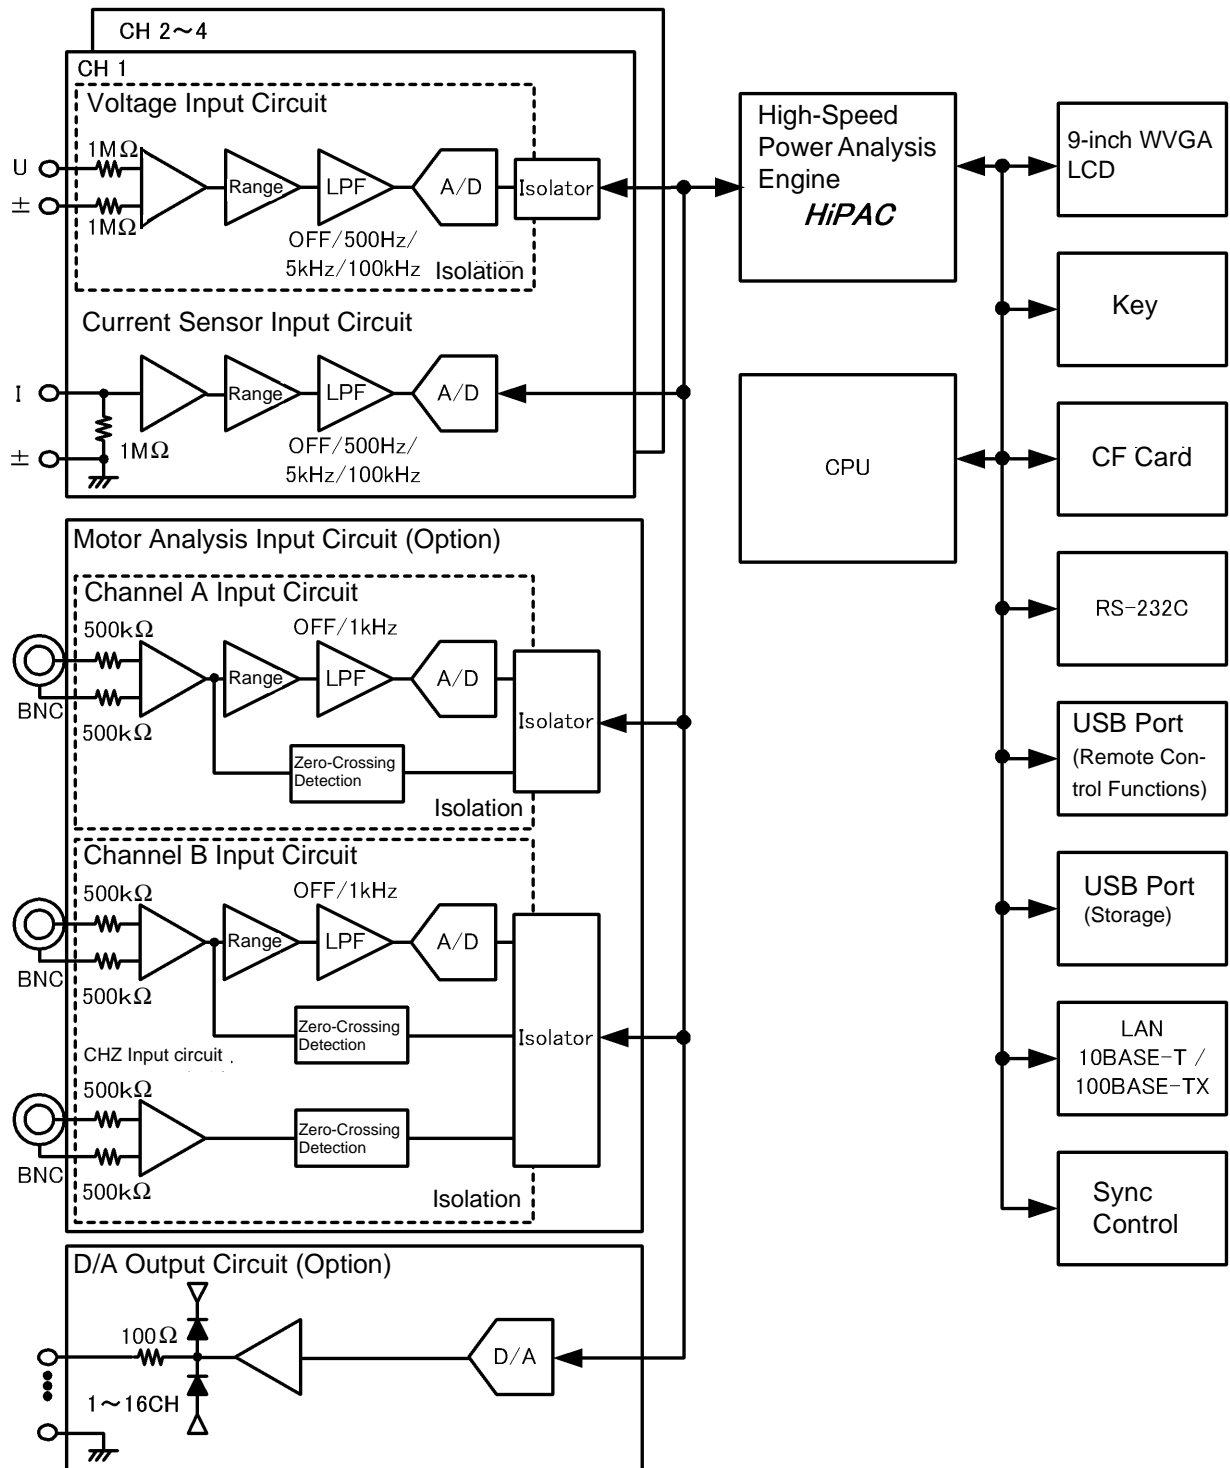 CH 2～4
CH 1
Voltage Input Circuit
1MΩ
U
±
1MΩ
Range
LPF
A/D
Isolator
OFF/500Hz/
5kHz/100kHz
Isolation
Current Sensor Input Circuit
I
Range
LPF
A/D
1MΩ
±
OFF/500Hz/
5kHz/100kHz
Motor Analysis Input Circuit (Option)
Channel A Input Circuit
500kΩ
OFF/1kHz
Range
LPF
A/D
BNC
500kΩ
Isolator
Zero-Crossing
Detection
Isolation
Channel B Input Circuit
500kΩ
OFF/1kHz
Range
LPF
A/D
BNC
500kΩ
Zero-Crossing
Detection
Isolator
CHZ Input circuit
500kΩ
Zero-Crossing
Detection
BNC
500kΩ
Isolation
D/A Output Circuit (Option)
100Ω
D/A
1～16CH
High-Speed
Power Analysis
Engine
HiPAC
CPU
9-inch WVGA
LCD
Key
CF Card
RS-232C
USB Port
(Remote Con-
trol Functions)
USB Port
(Storage)
LAN
10BASE-T /
100BASE-TX
Sync
Control